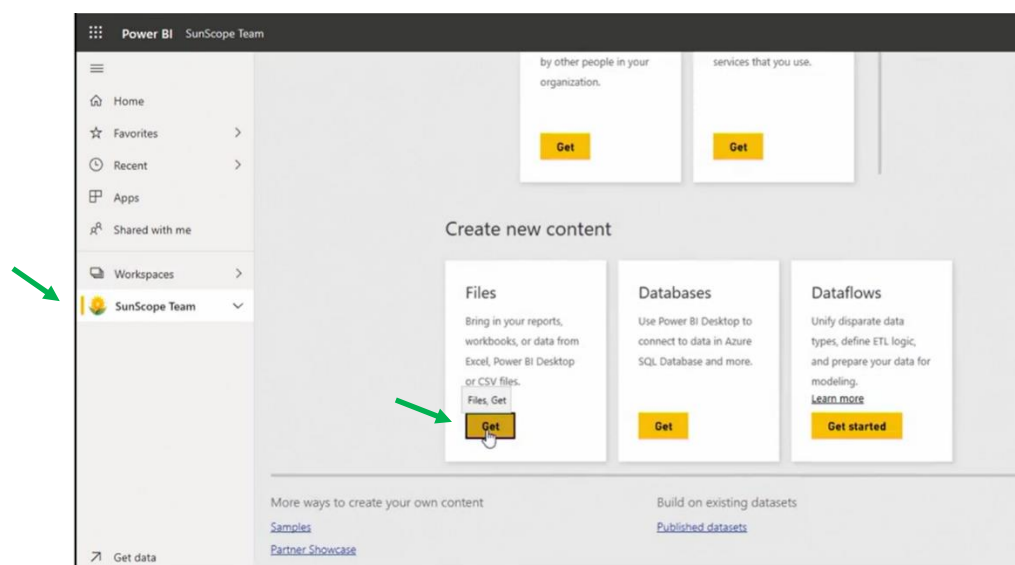 Power BI SunScope Team
Home
Favorites
Recent
Apps
Shared with me
Workspaces
SunScope Team
Get data
by other people in your
organization.
Get
services that you use.
Get
Create new content
Files
Bring in your reports,
workbooks, or data from
Excel, Power BI Desktop
or CSV files.
Files, Get
Get
Databases
Use Power BI Desktop to
connect to data in Azure
SQL Database and more.
Get
Dataflows
Unify disparate data
types, define ETL logic,
and prepare your data for
modeling.
Learn more
Get started
More ways to create your own content
Samples
Partner Showcase
Build on existing datasets
Published datasets